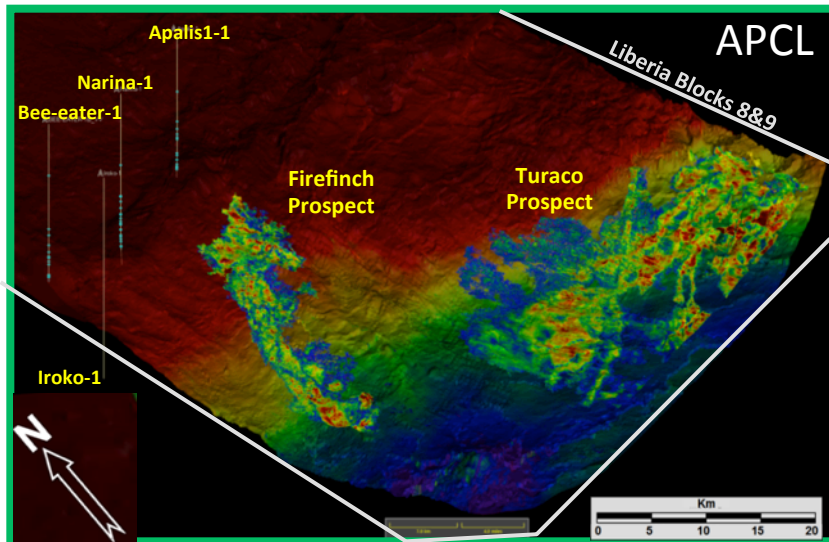 APCL
Liberia Blocks 8&9
Apalis1-1
Narina-1
Bee-eater-1
Firefinch
Prospect
Turaco
Prospect
Iroko-1
N
Km
0 5 10 15 20